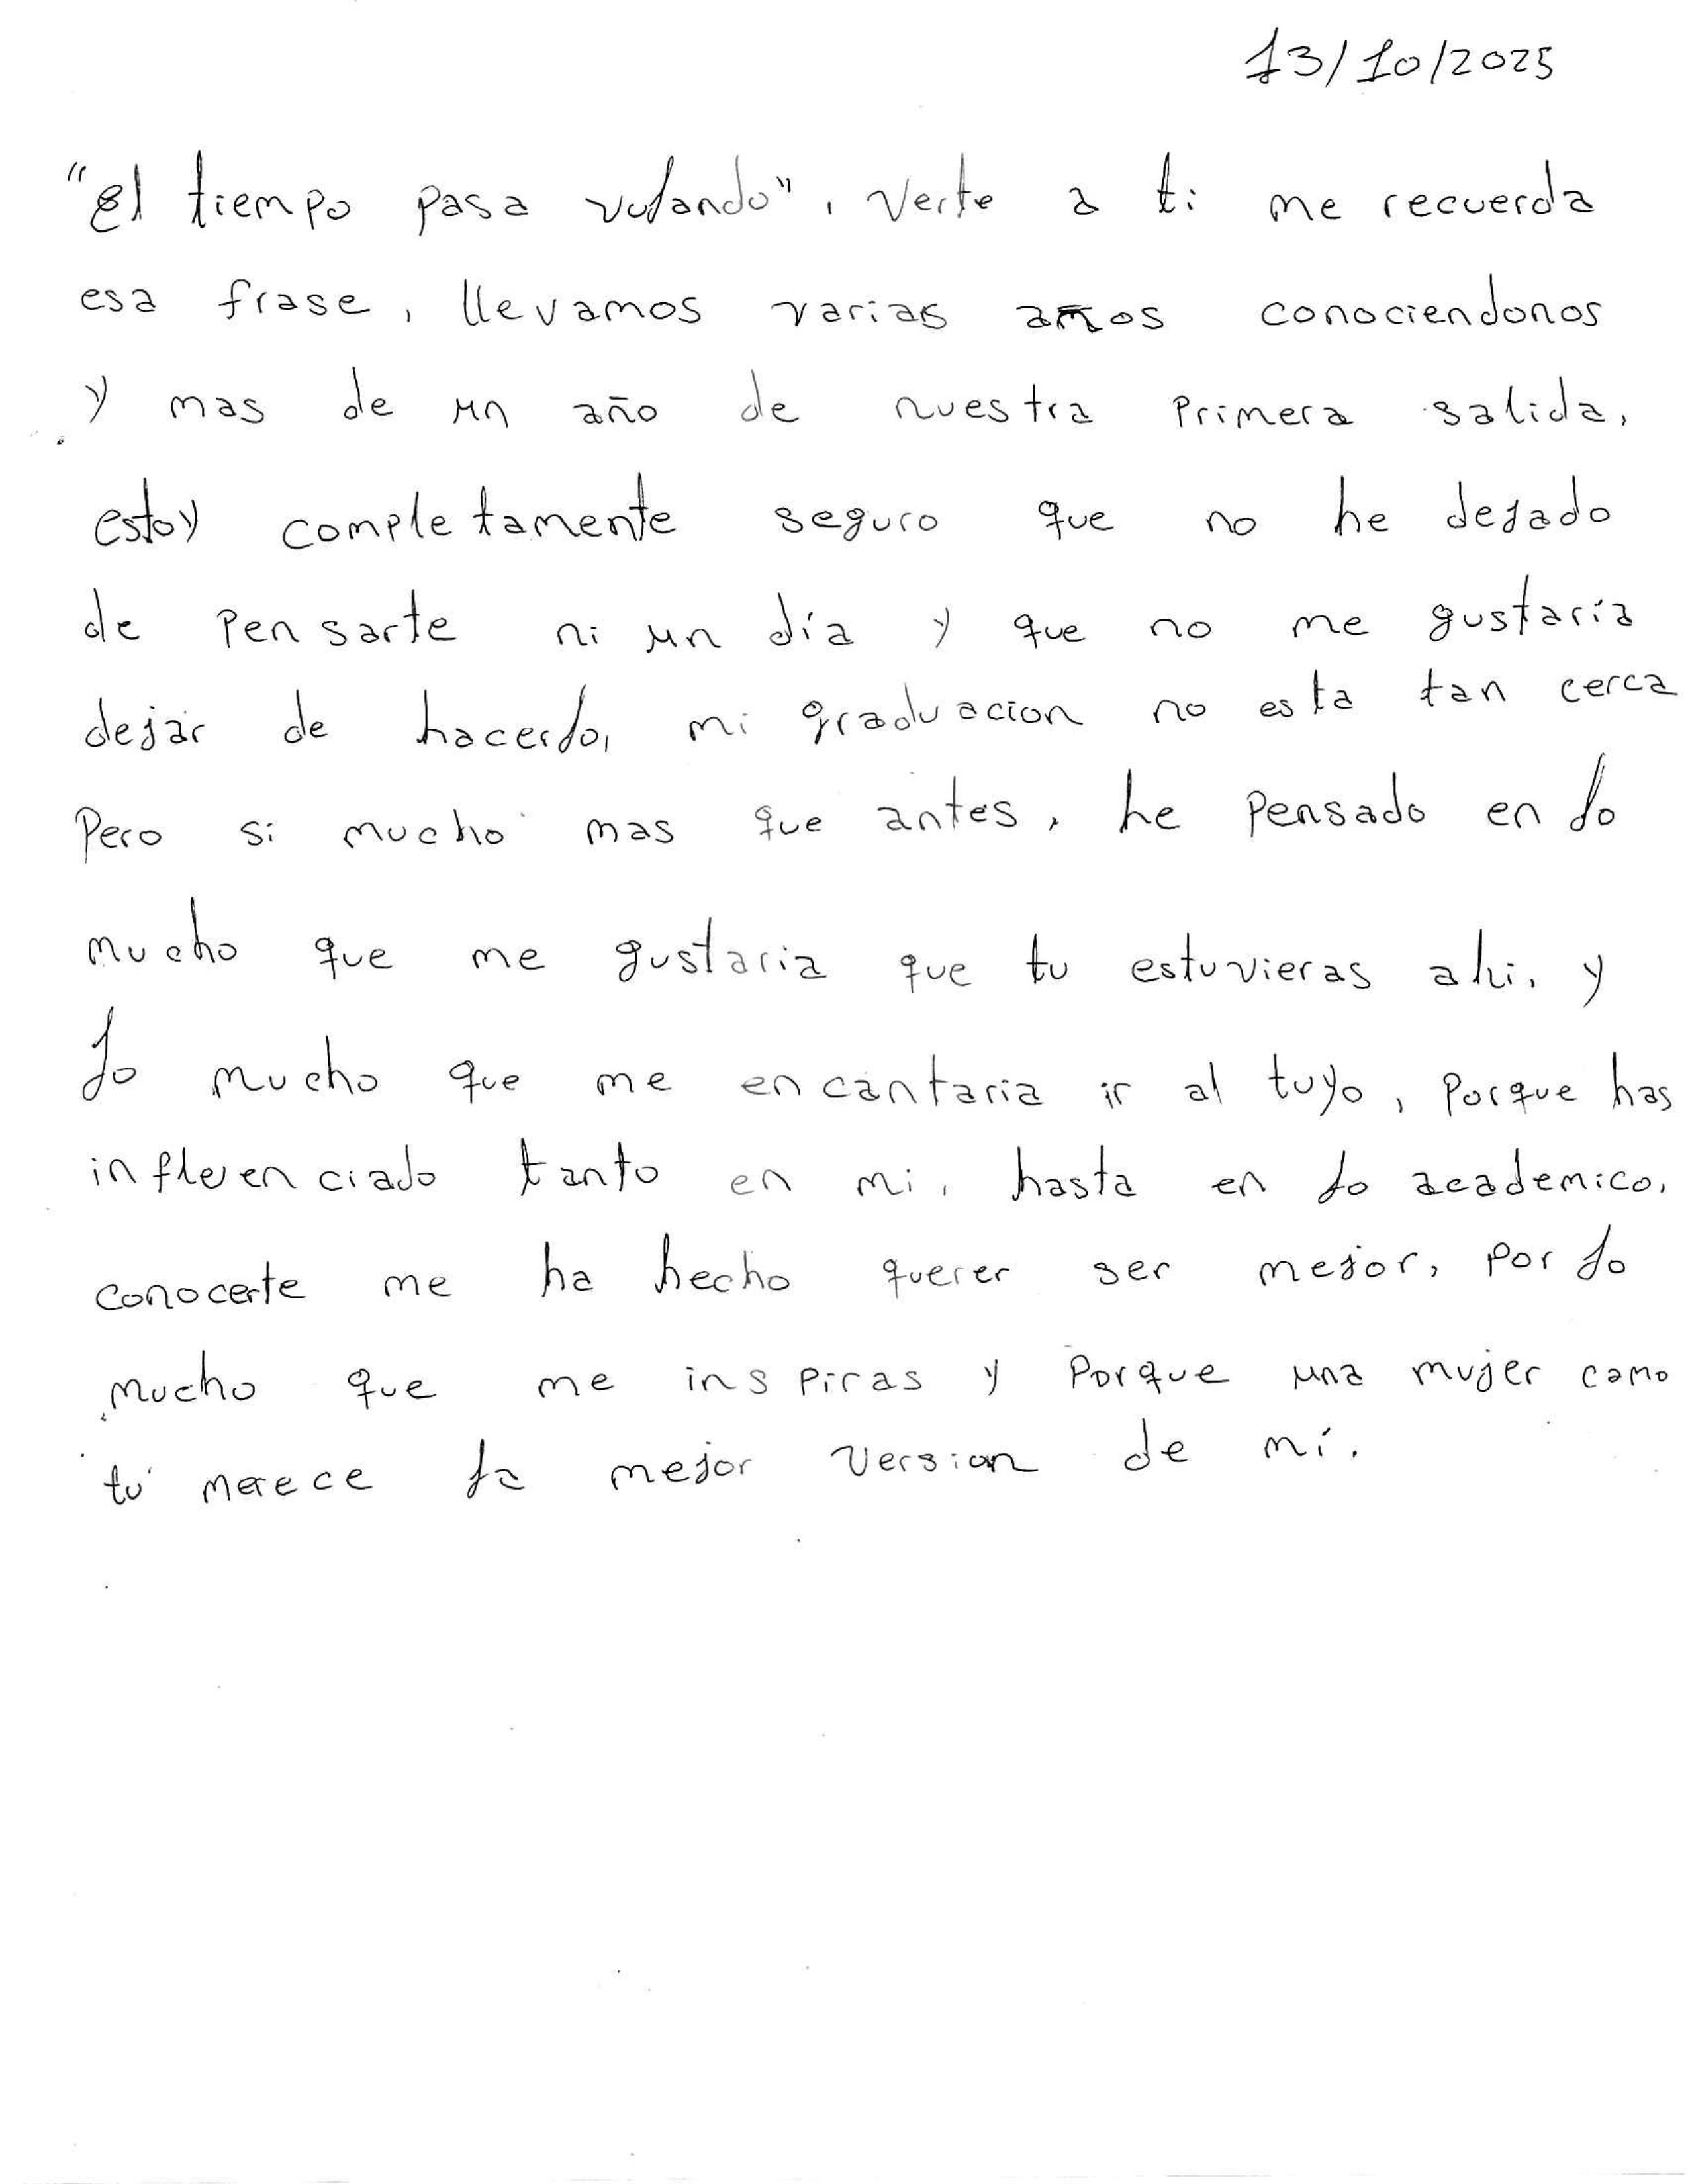 13/10/2025
"El tiempo pasa volando", verte a ti me recuerda
esa frase, llevamos varias años conociendonos
y mas de un año de nuestra primera salida,
estoy completamente seguro que no he dejado
de pensarte ni un día y que no me gustaría
dejar de hacerlo, mi graduacion no esta tan cerca
pero si mucho mas que antes, he pensado en lo
mucho que me gustaria que tu estuvieras ahi, y
lo mucho que me encantaria ir al tuyo, porque has
influenciado tanto en mi, hasta en lo academico,
conocerte me ha hecho querer ser mejor, por lo
mucho que me inspiras y porque una mujer como
tu merece la mejor version de mí.